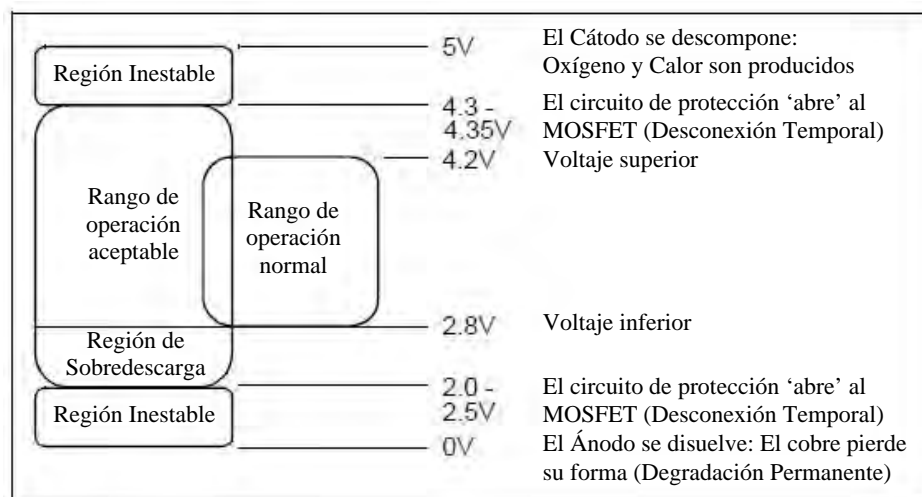 5V
El Cátodo se descompone:
Oxígeno y Calor son producidos
Región Inestable
4.3 -
4.35V
El circuito de protección ‘abre’ al
MOSFET (Desconexión Temporal)
4.2V
Voltaje superior
Rango de
operación
aceptable
Rango de
operación
normal
2.8V
Voltaje inferior
Región de
Sobredescarga
2.0 -
2.5V
El circuito de protección ‘abre’ al
MOSFET (Desconexión Temporal)
Región Inestable
0V
El Ánodo se disuelve: El cobre pierde
su forma (Degradación Permanente)